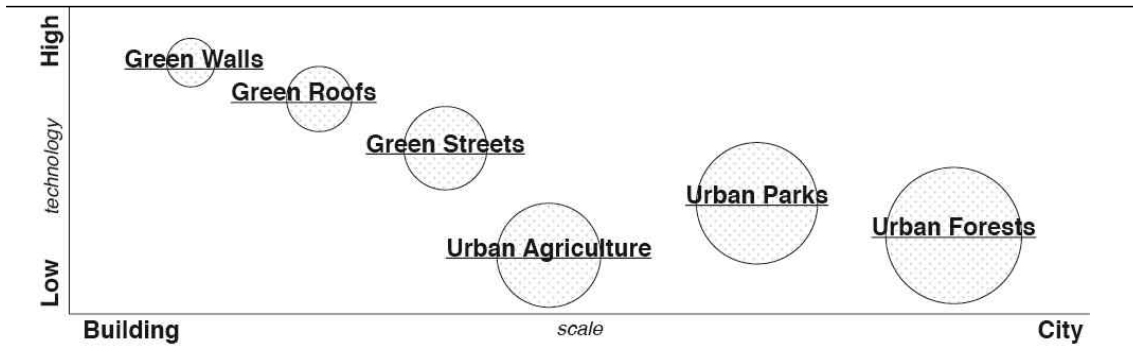 High
Green Walls
Green Roofs
technology
Green Streets
Urban Parks
Urban Forests
Urban Agriculture
Low
Building
scale
City